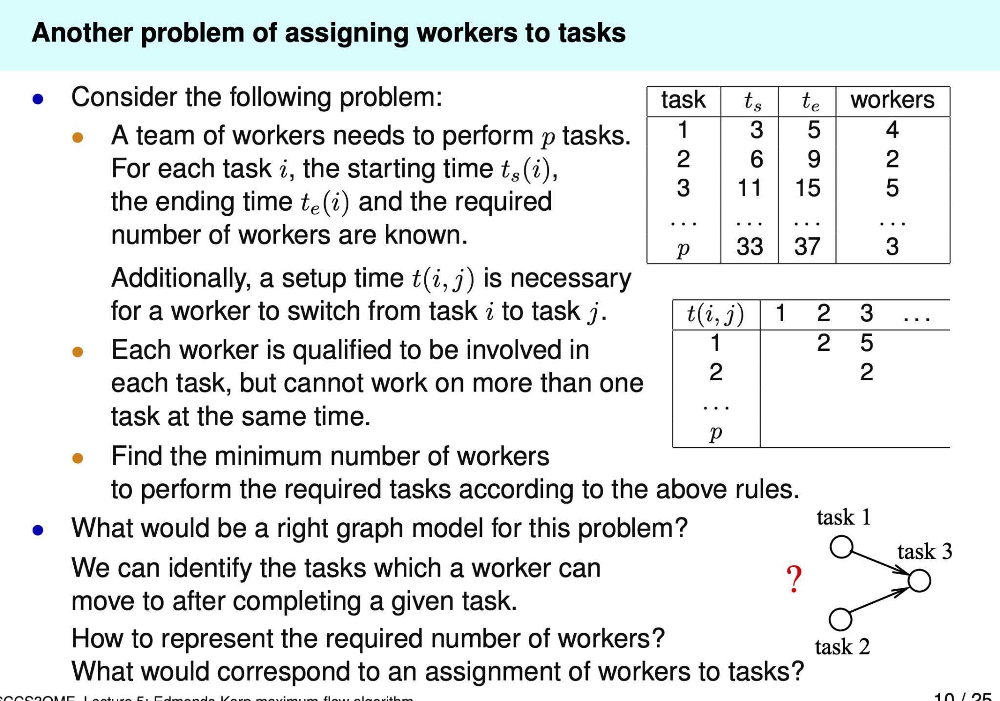 Another problem of assigning workers to tasks
• Consider the following problem:
• A team of workers needs to perform p tasks.
For each task i, the starting time t_s(i),
the ending time t_e(i) and the required
number of workers are known.
Additionally, a setup time t(i, j) is necessary
for a worker to switch from task i to task j.
• Each worker is qualified to be involved in
each task, but cannot work on more than one
task at the same time.
• Find the minimum number of workers
to perform the required tasks according to the above rules.
task t_s t_e workers
1 3 5 4
2 6 9 2
3 11 15 5
... ... ... ...
p 33 37 3
t(i, j) 1 2 3 ...
1 2 5
2 2
...
p
• What would be a right graph model for this problem?
We can identify the tasks which a worker can
move to after completing a given task.
How to represent the required number of workers?
What would correspond to an assignment of workers to tasks?
task 1
task 3
?
task 2
Lecture 5: Edmonds-Karp maximum flow algorithm
10 / 25